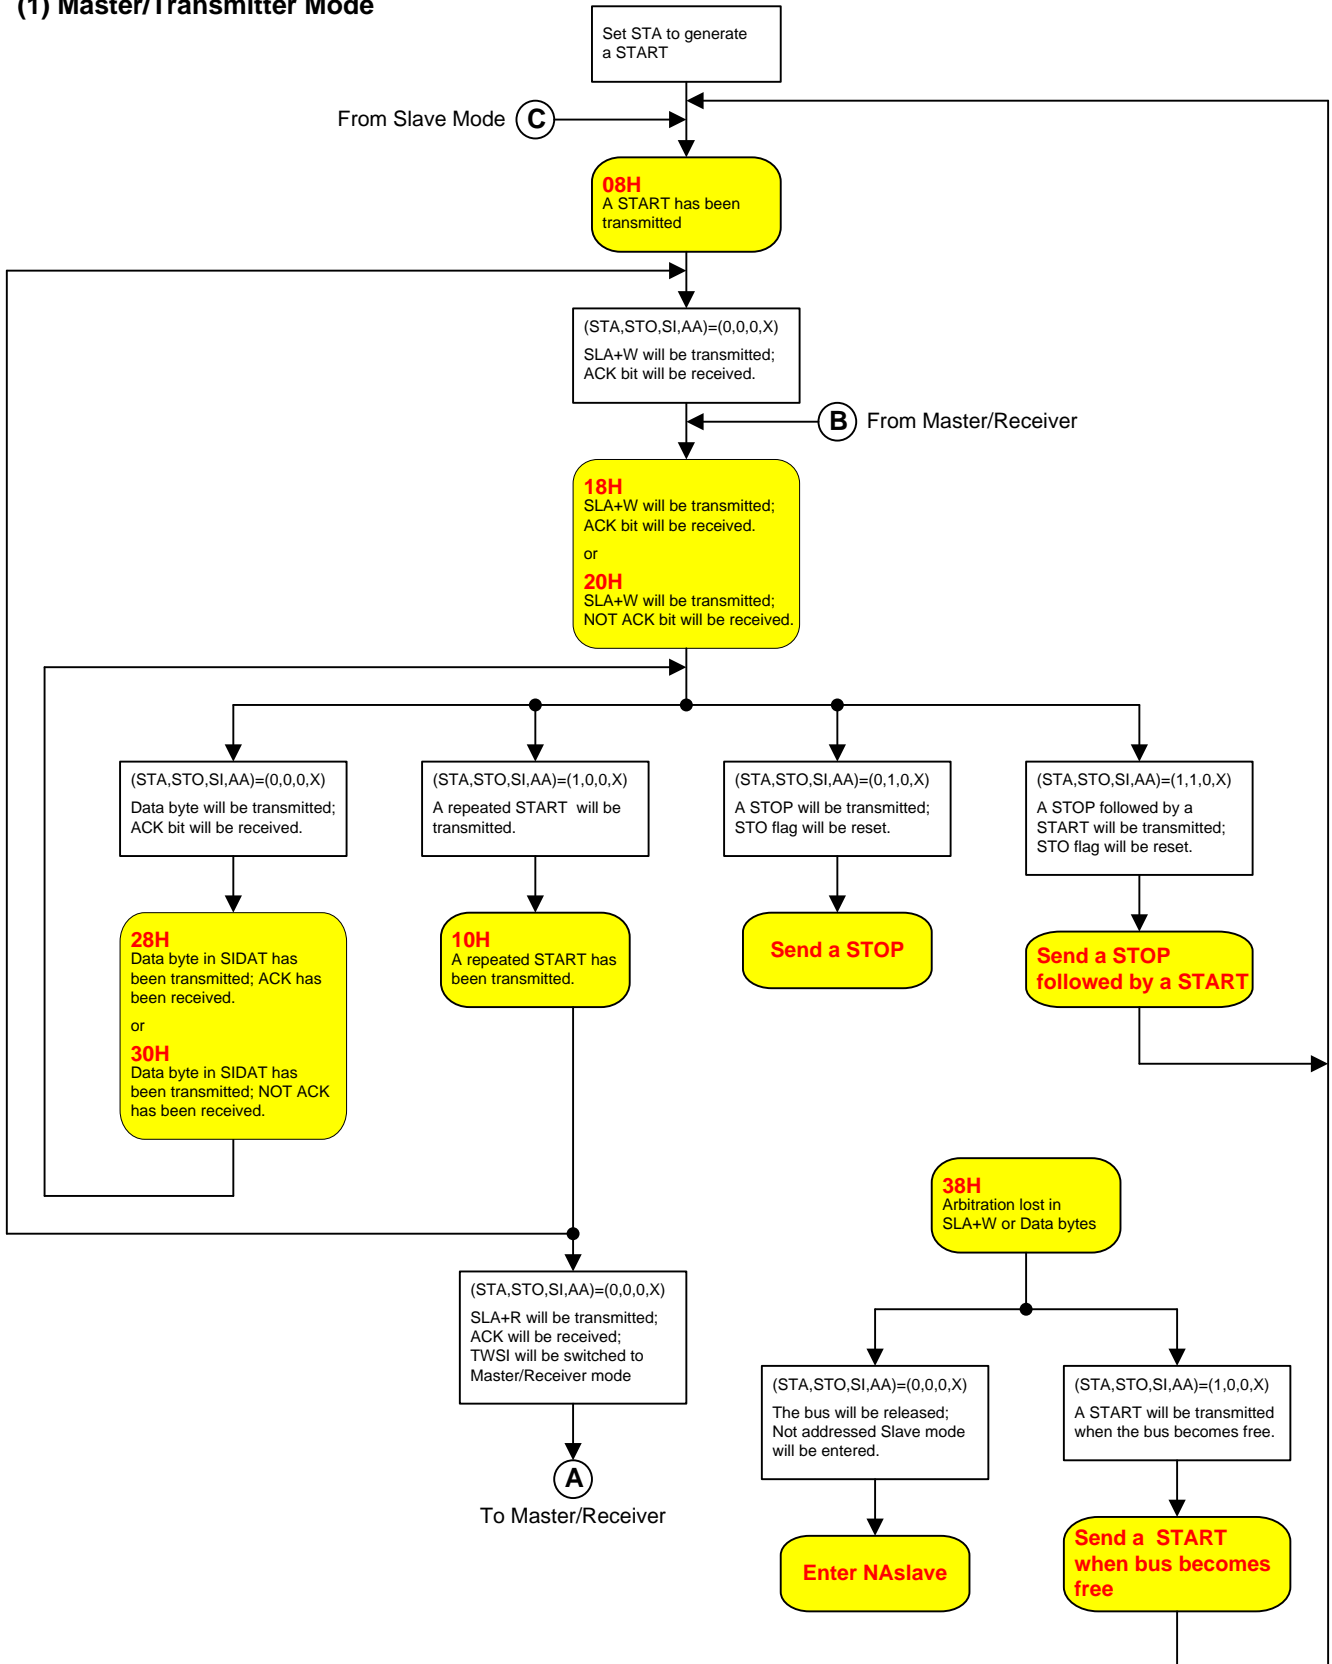 (1) Master/Transmitter Mode
Set STA to generate
a START
From Slave Mode
C
08H
A START has been
transmitted
(STA,STO,SI,AA)=(0,0,0,X)
SLA+W will be transmitted;
ACK bit will be received.
B
From Master/Receiver
18H
SLA+W will be transmitted;
ACK bit will be received.
or
20H
SLA+W will be transmitted;
NOT ACK bit will be received.
(STA,STO,SI,AA)=(0,0,0,X)
Data byte will be transmitted;
ACK bit will be received.
(STA,STO,SI,AA)=(1,0,0,X)
A repeated START will be
transmitted.
(STA,STO,SI,AA)=(0,1,0,X)
A STOP will be transmitted;
STO flag will be reset.
(STA,STO,SI,AA)=(1,1,0,X)
A STOP followed by a
START will be transmitted;
STO flag will be reset.
28H
Data byte in SIDAT has
been transmitted; ACK has
been received.
or
30H
Data byte in SIDAT has
been transmitted; NOT ACK
has been received.
10H
A repeated START has
been transmitted.
Send a STOP
Send a STOP
followed by a START
38H
Arbitration lost in
SLA+W or Data bytes
(STA,STO,SI,AA)=(0,0,0,X)
SLA+R will be transmitted;
ACK will be received;
TWSI will be switched to
Master/Receiver mode
(STA,STO,SI,AA)=(0,0,0,X)
The bus will be released;
Not addressed Slave mode
will be entered.
(STA,STO,SI,AA)=(1,0,0,X)
A START will be transmitted
when the bus becomes free.
A
To Master/Receiver
Enter NAslave
Send a START
when bus becomes
free